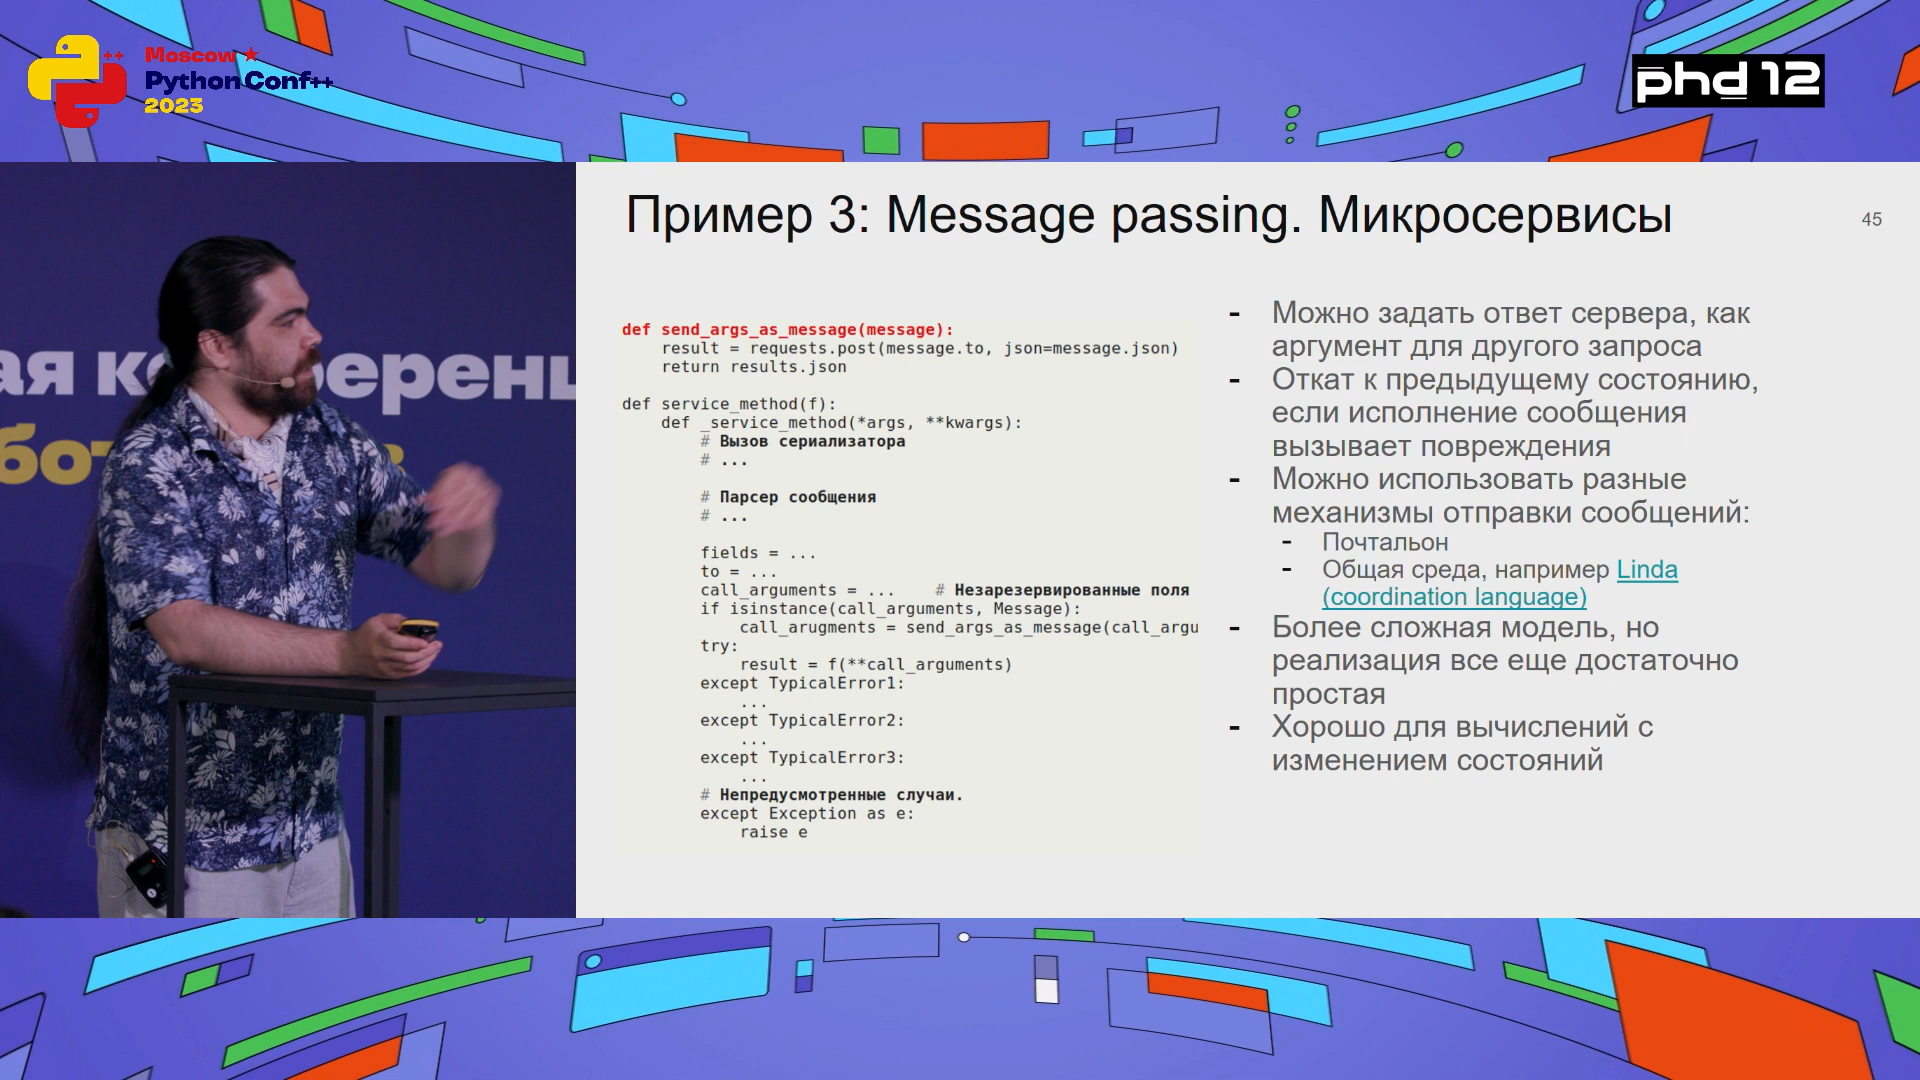 ++
Moscow ★
Python Conf++
2023
phd 12
ая к
еренц
бот
Пример 3: Message passing. Микросервисы
45
def send_args_as_message(message):
result = requests.post(message.to, json=message.json)
return results.json
def service_method(f):
def _service_method(*args, **kwargs):
# Вызов сериализатора
# ...
# Парсер сообщения
# ...
fields = ...
to = ...
call_arguments = ... # Незарезервированные поля
if isinstance(call_arguments, Message):
call_arugments = send_args_as_message(call_argu
try:
result = f(**call_arguments)
except TypicalError1:
...
except TypicalError2:
...
except TypicalError3:
...
# Непредусмотренные случаи.
except Exception as e:
raise e
- Можно задать ответ сервера, как
аргумент для другого запроса
- Откат к предыдущему состоянию,
если исполнение сообщения
вызывает повреждения
- Можно использовать разные
механизмы отправки сообщений:
- Почтальон
- Общая среда, например Linda
(coordination language)
- Более сложная модель, но
реализация все еще достаточно
простая
- Хорошо для вычислений с
изменением состояний